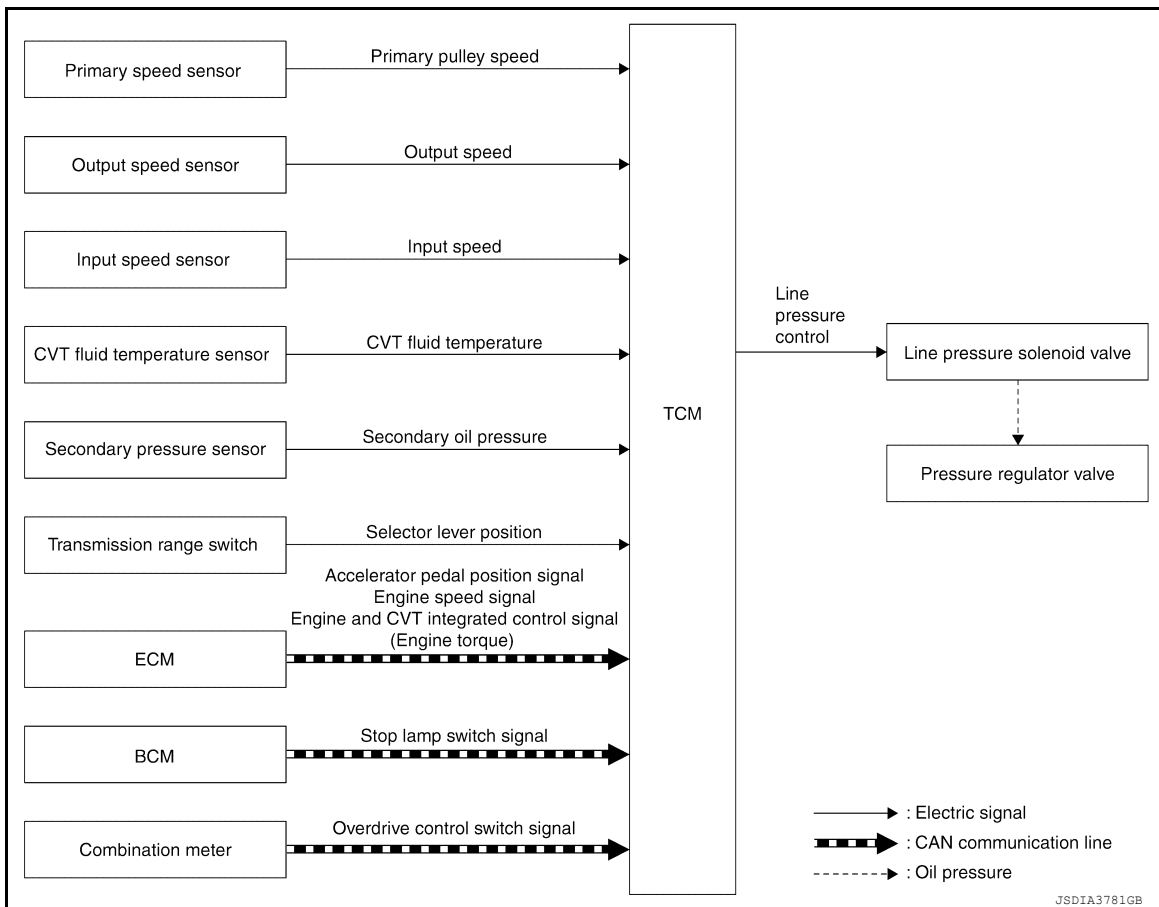 Primary speed sensor
Primary pulley speed
Output speed sensor
Output speed
Input speed sensor
Input speed
CVT fluid temperature sensor
CVT fluid temperature
Secondary pressure sensor
Secondary oil pressure
Transmission range switch
Selector lever position
ECM
Accelerator pedal position signal
Engine speed signal
Engine and CVT integrated control signal
(Engine torque)
BCM
Stop lamp switch signal
Combination meter
Overdrive control switch signal
TCM
Line
pressure
control
Line pressure solenoid valve
Pressure regulator valve
: Electric signal
: CAN communication line
: Oil pressure
JSDIA3781GB